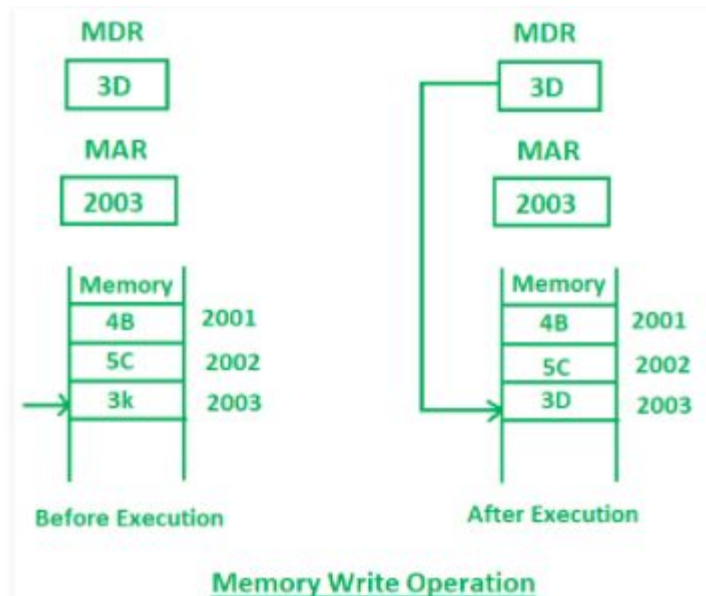 MDR
3D
MAR
2003
Memory
4B 2001
5C 2002
3k 2003
Before Execution
MDR
3D
MAR
2003
Memory
4B 2001
5C 2002
3D 2003
After Execution
Memory Write Operation